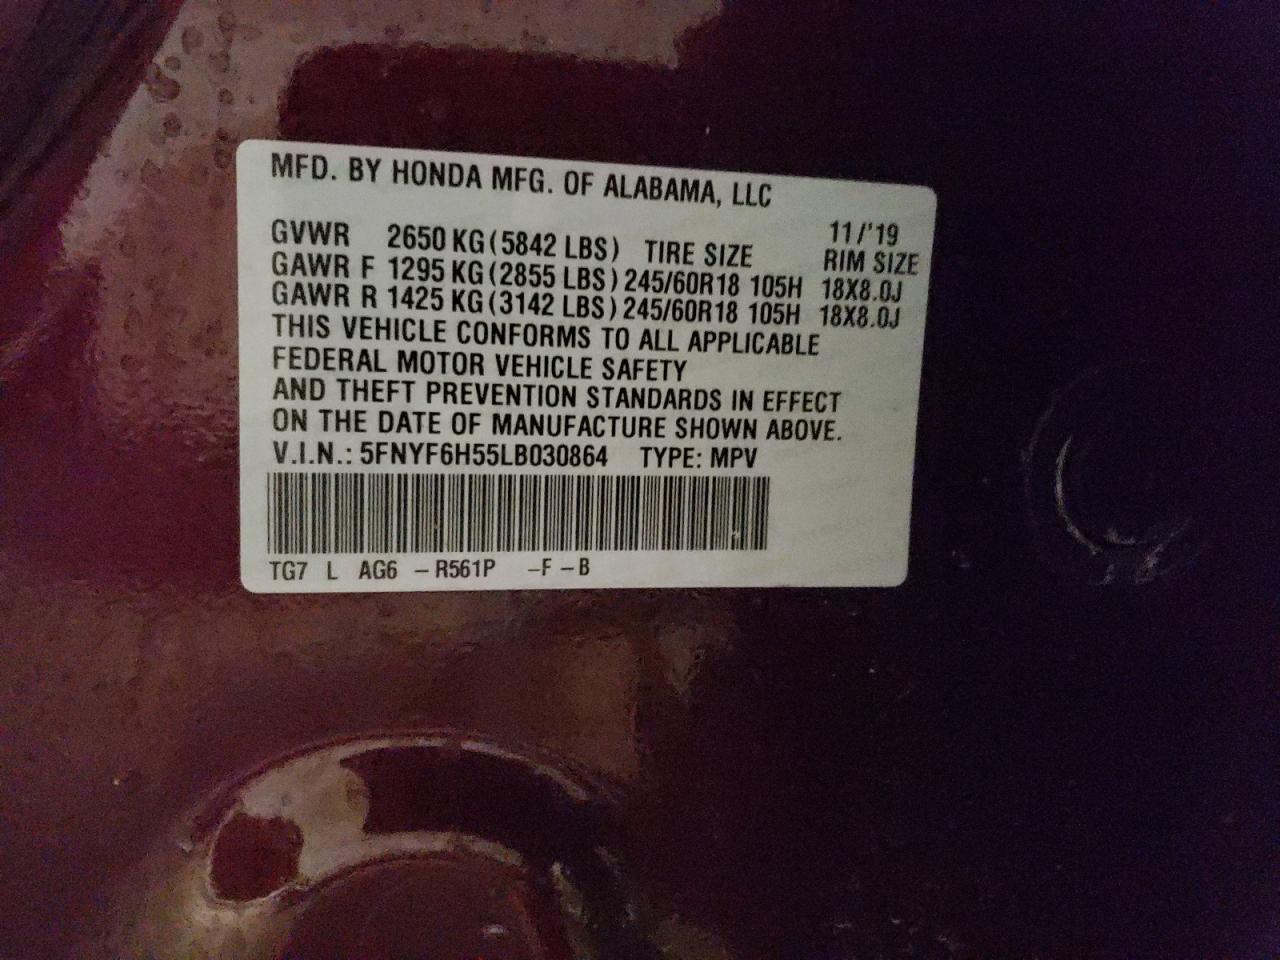 MFD. BY HONDA MFG. OF ALABAMA, LLC
11/'19
GVWR 2650 KG (5842 LBS) TIRE SIZE RIM SIZE
GAWR F 1295 KG (2855 LBS) 245/60R18 105H 18X8.0J
GAWR R 1425 KG (3142 LBS) 245/60R18 105H 18X8.0J
THIS VEHICLE CONFORMS TO ALL APPLICABLE
FEDERAL MOTOR VEHICLE SAFETY
AND THEFT PREVENTION STANDARDS IN EFFECT
ON THE DATE OF MANUFACTURE SHOWN ABOVE.
V.I.N.: 5FNYF6H55LB030864 TYPE: MPV
TG7 L AG6 – R561P –F –B